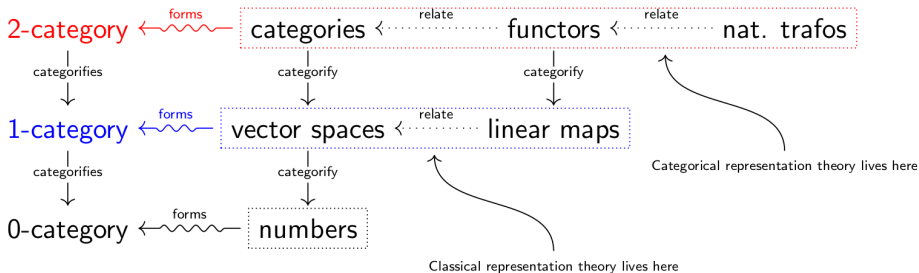 forms relate relate
2-category categories functors nat. trafos
categorifies categorify categorify
forms relate
1-category vector spaces linear maps
Categorical representation theory lives here
categorifies categorify
forms
0-category numbers
Classical representation theory lives here